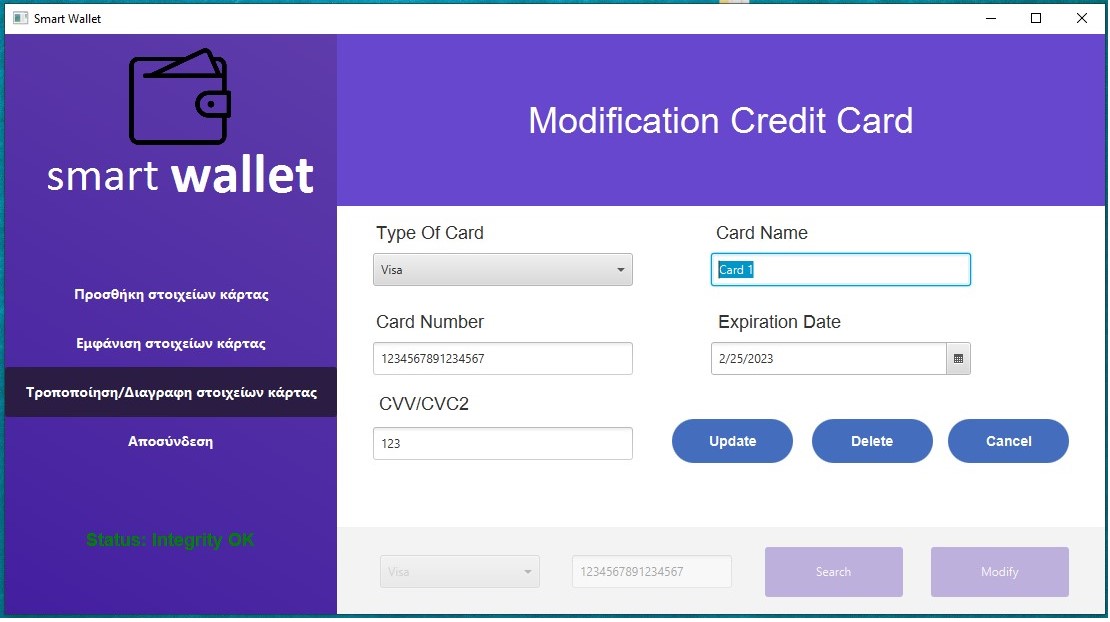 Smart Wallet
smart wallet
Προσθήκη στοιχείων κάρτας
Εμφάνιση στοιχείων κάρτας
Τροποποίηση/Διαγραφη στοιχείων κάρτας
Αποσύνδεση
Status: Integrity OK
Modification Credit Card
Type Of Card
Card Name
Visa
Card 1
Card Number
Expiration Date
1234567891234567
2/25/2023
CVV/CVC2
123
Update
Delete
Cancel
Visa
1234567891234567
Search
Modify